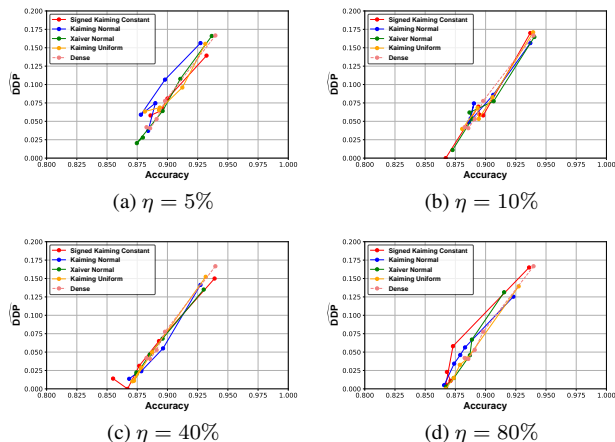 0.200
0.175
0.150
0.125
0.100
0.075
0.050
0.025
0.000
D̃DP
Signed Kaiming Constant
Kaiming Normal
Xaiver Normal
Kaiming Uniform
Dense
0.800 0.825 0.850 0.875 0.900 0.925 0.950 0.975 1.000
Accuracy
(a) η = 5%
0.200
0.175
0.150
0.125
0.100
0.075
0.050
0.025
0.000
D̃DP
Signed Kaiming Constant
Kaiming Normal
Xaiver Normal
Kaiming Uniform
Dense
0.800 0.825 0.850 0.875 0.900 0.925 0.950 0.975 1.000
Accuracy
(b) η = 10%
0.200
0.175
0.150
0.125
0.100
0.075
0.050
0.025
0.000
D̃DP
Signed Kaiming Constant
Kaiming Normal
Xaiver Normal
Kaiming Uniform
Dense
0.800 0.825 0.850 0.875 0.900 0.925 0.950 0.975 1.000
Accuracy
(c) η = 40%
0.200
0.175
0.150
0.125
0.100
0.075
0.050
0.025
0.000
D̃DP
Signed Kaiming Constant
Kaiming Normal
Xaiver Normal
Kaiming Uniform
Dense
0.800 0.825 0.850 0.875 0.900 0.925 0.950 0.975 1.000
Accuracy
(d) η = 80%